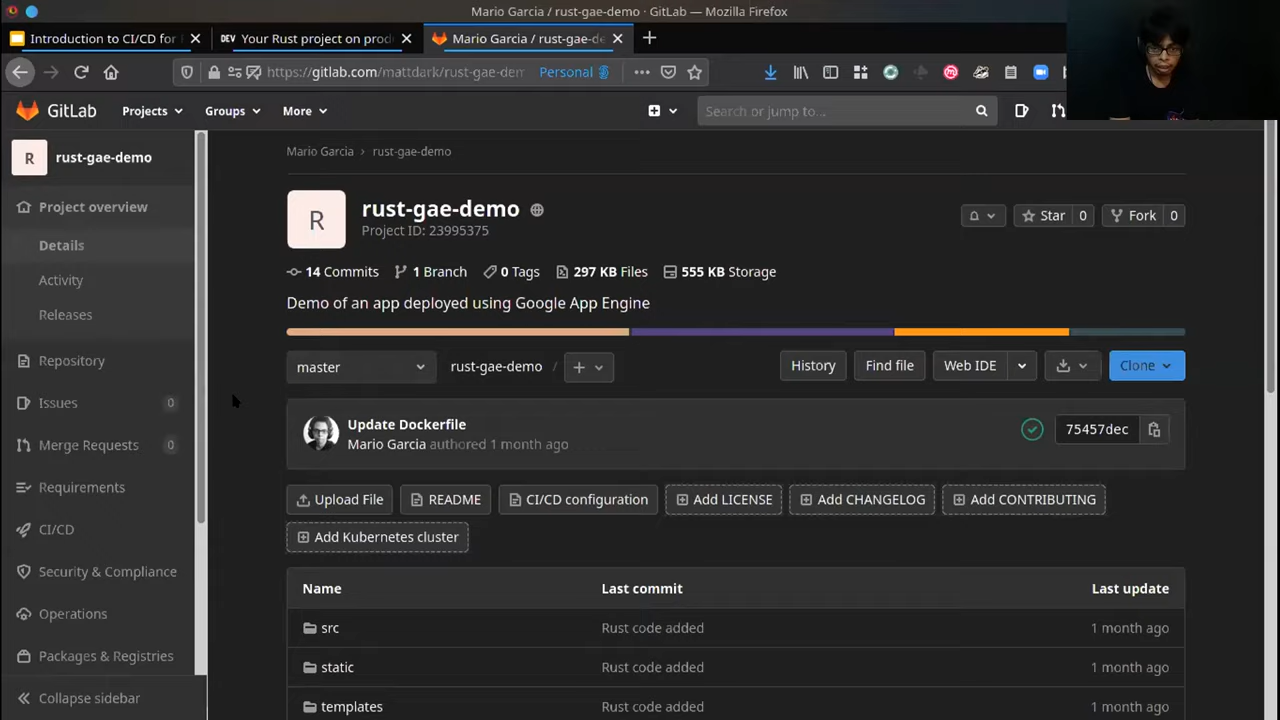 Mario Garcia / rust-gae-demo · GitLab — Mozilla Firefox
Introduction to CI/CD for
DEV Your Rust project on prod
Mario Garcia / rust-gae-de
https://gitlab.com/mattdark/rust-gae-dem
Personal
GitLab
Projects
Groups
More
Search or jump to...
R rust-gae-demo
Project overview
Details
Activity
Releases
Repository
Issues 0
Merge Requests 0
Requirements
CI/CD
Security & Compliance
Operations
Packages & Registries
Collapse sidebar
Mario Garcia › rust-gae-demo
R
rust-gae-demo
Project ID: 23995375
Star 0
Fork 0
14 Commits 1 Branch 0 Tags 297 KB Files 555 KB Storage
Demo of an app deployed using Google App Engine
master
rust-gae-demo /
History
Find file
Web IDE
Clone
Update Dockerfile
Mario Garcia authored 1 month ago
75457dec
Upload File
README
CI/CD configuration
Add LICENSE
Add CHANGELOG
Add CONTRIBUTING
Add Kubernetes cluster
Name Last commit Last update
src Rust code added 1 month ago
static Rust code added 1 month ago
templates Rust code added 1 month ago